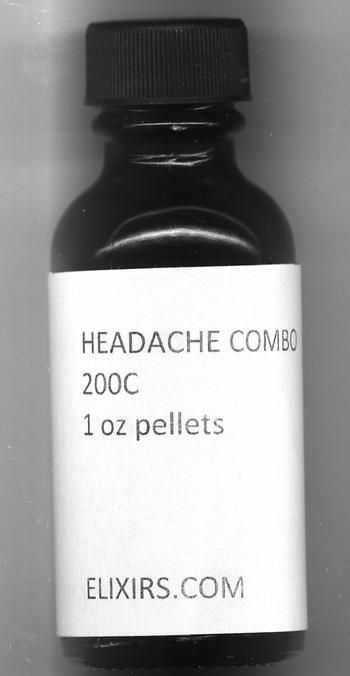 HEADACHE COMBO
200C
1 oz pellets
ELIXIRS.COM